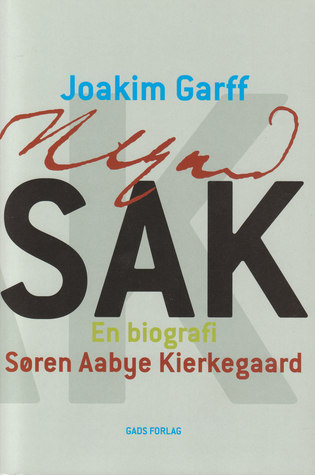 Joakim Garff
SAK
En biografi
Søren Aabye Kierkegaard
GADS FORLAG